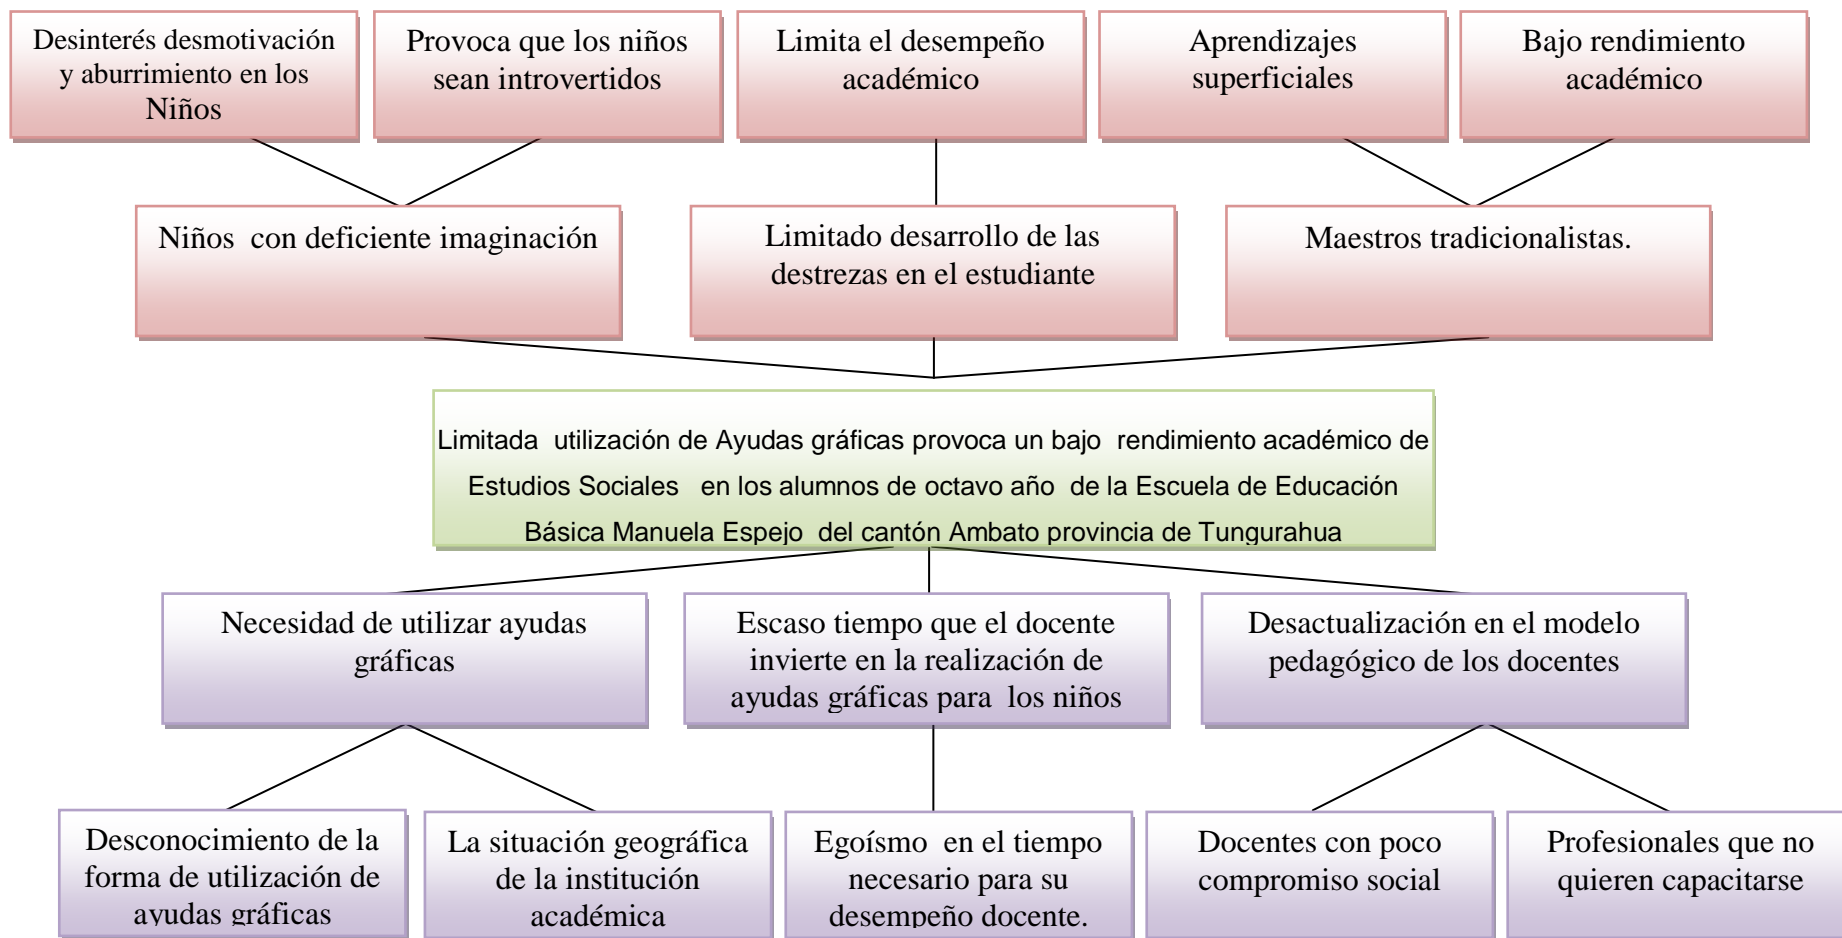 Desinterés desmotivación
y aburrimiento en los
Niños
Provoca que los niños
sean introvertidos
Limita el desempeño
académico
Aprendizajes
superficiales
Bajo rendimiento
académico
Niños  con deficiente imaginación
Limitado desarrollo de las
destrezas en el estudiante
Maestros tradicionalistas.
Limitada  utilización de Ayudas gráficas provoca un bajo  rendimiento académico de
Estudios Sociales   en los alumnos de octavo año  de la Escuela de Educación
Básica Manuela Espejo  del cantón Ambato provincia de Tungurahua
Necesidad de utilizar ayudas
gráficas
Escaso tiempo que el docente
invierte en la realización de
ayudas gráficas para  los niños
Desactualización en el modelo
pedagógico de los docentes
Desconocimiento de la
forma de utilización de
ayudas gráficas
La situación geográfica
de la institución
académica
Egoísmo  en el tiempo
necesario para su
desempeño docente.
Docentes con poco
compromiso social
Profesionales que no
quieren capacitarse